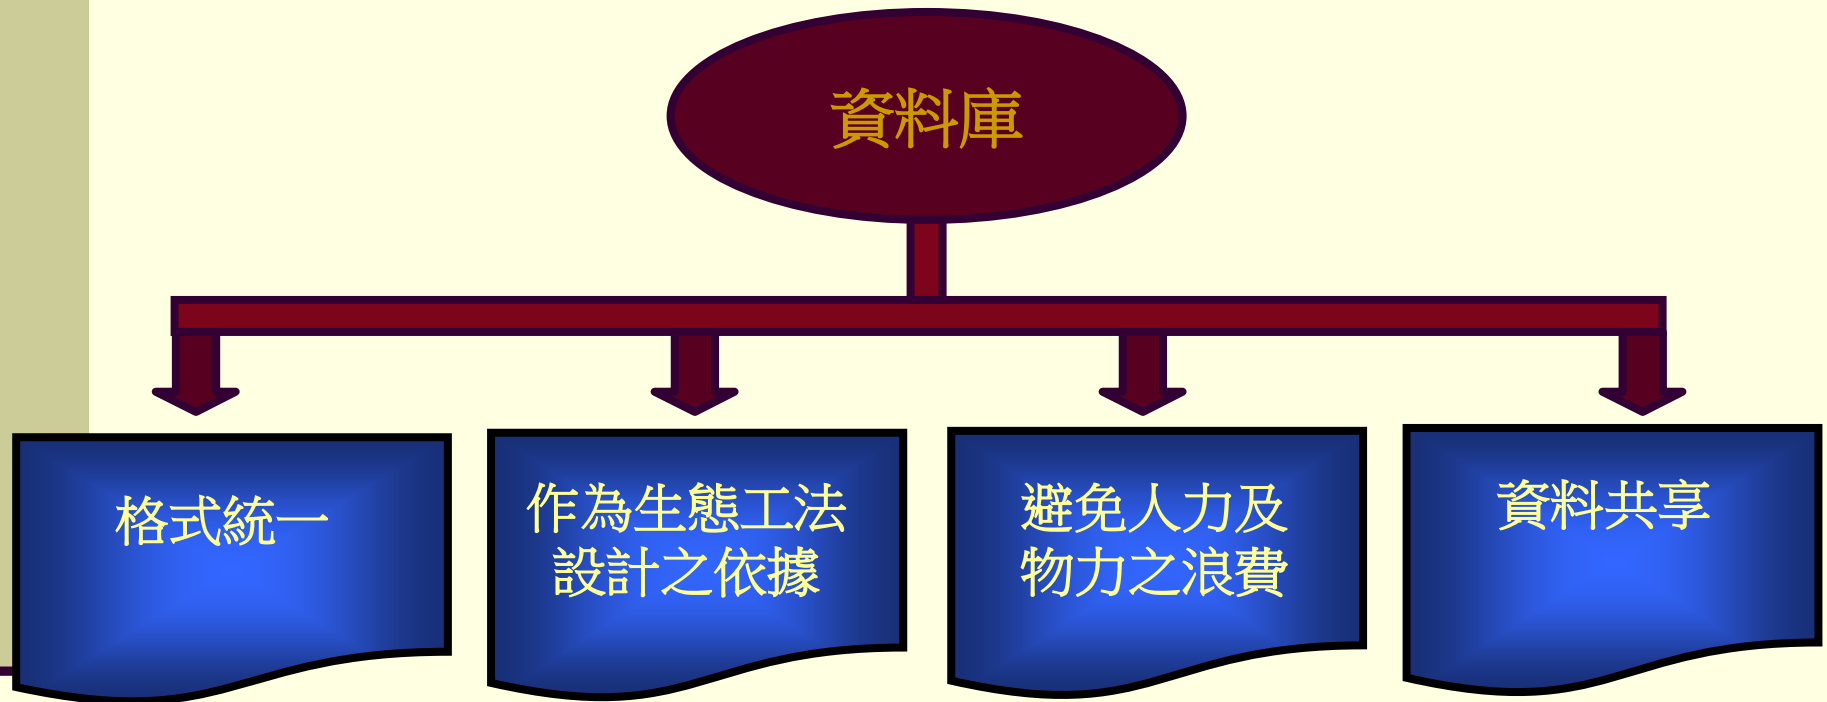 資料庫
格式統一
作為生態工法
設計之依據
避免人力及
物力之浪費
資料共享